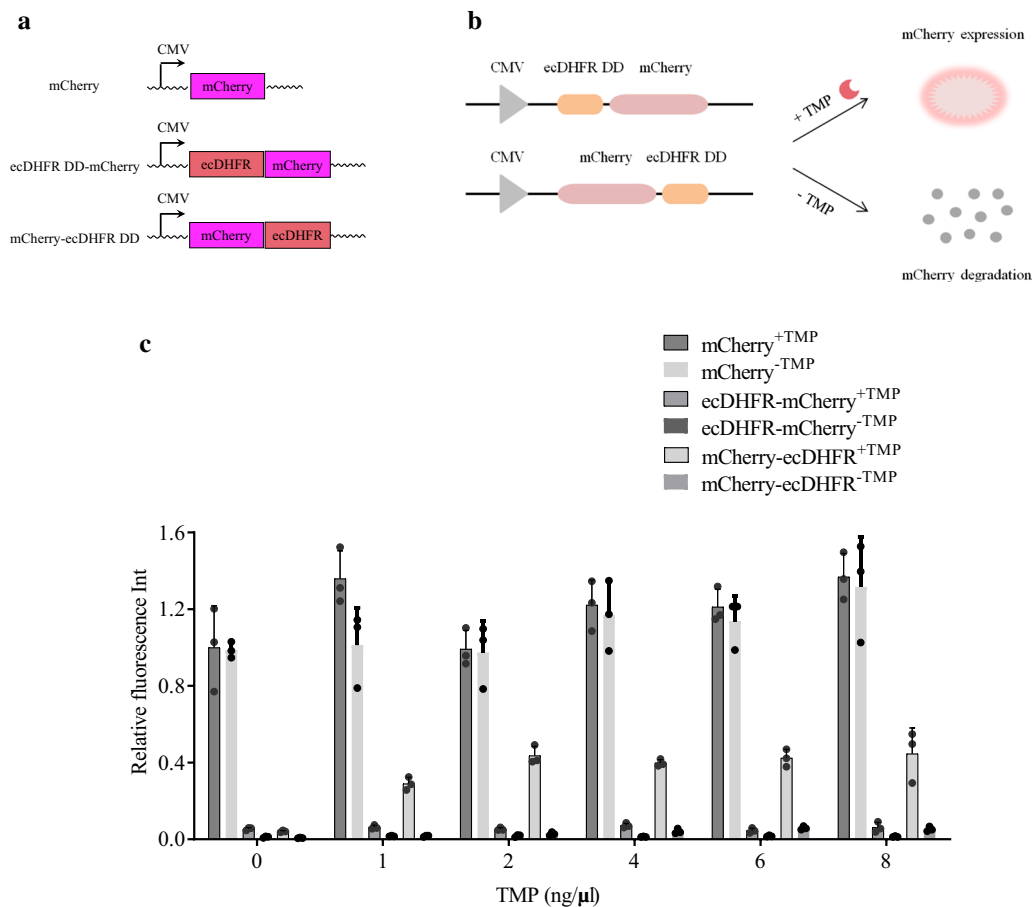 a
CMV
mCherry
mCherry
CMV
ecDHFR DD-mCherry
ecDHFR
mCherry
CMV
mCherry-ecDHFR DD
mCherry
ecDHFR
b
mCherry expression
CMV
ecDHFR DD
mCherry
+ TMP
CMV
mCherry
ecDHFR DD
- TMP
mCherry degradation
c
mCherry+TMP
mCherry-TMP
ecDHFR-mCherry+TMP
ecDHFR-mCherry-TMP
mCherry-ecDHFR+TMP
mCherry-ecDHFR-TMP
Relative fluorescence Int
1.6
1.2
0.8
0.4
0.0
0 1 2 4 6 8
TMP (ng/μl)